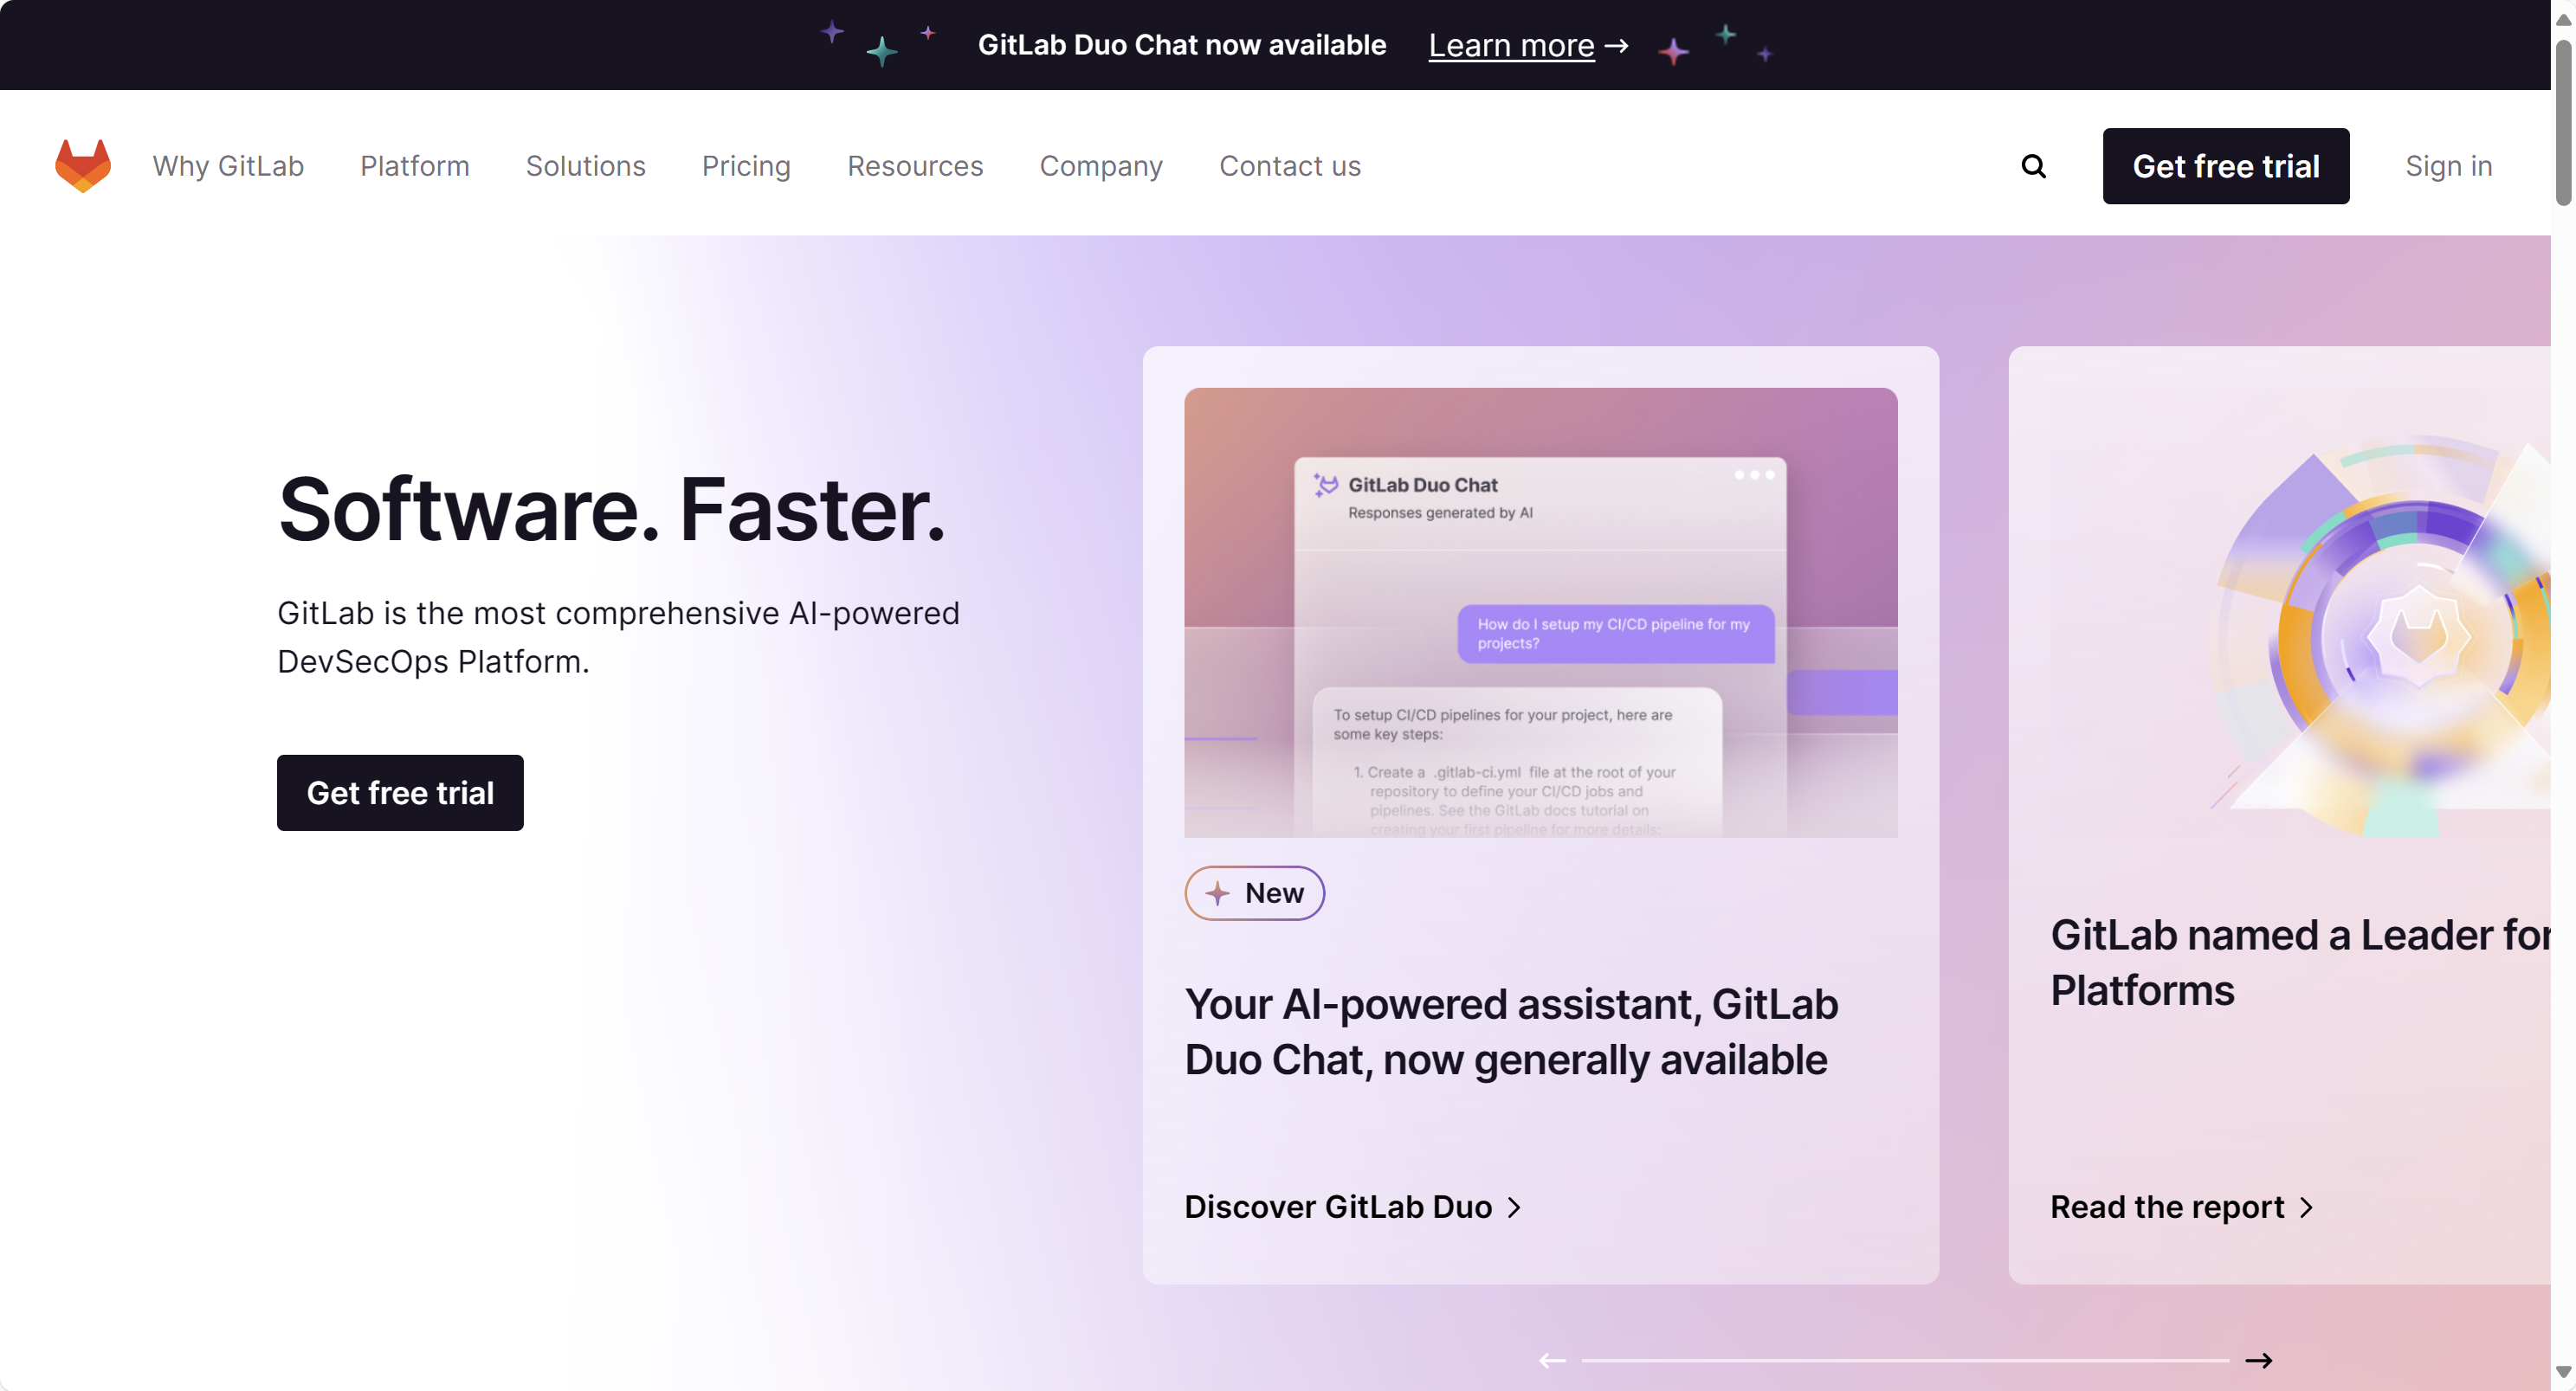 GitLab Duo Chat now available Learn more →
Why GitLab Platform Solutions Pricing Resources Company Contact us Get free trial Sign in
Software. Faster.
GitLab is the most comprehensive AI-powered
DevSecOps Platform.
Get free trial
GitLab Duo Chat
Responses generated by AI
How do I setup my CI/CD pipeline for my
projects?
To setup CI/CD pipelines for your project, here are
some key steps:
1. Create a .gitlab-ci.yml file at the root of your
repository to define your CI/CD jobs and
pipelines. See the GitLab docs tutorial on
creating your first pipeline for more details:
New
Your AI-powered assistant, GitLab
Duo Chat, now generally available
Discover GitLab Duo
GitLab named a Leader for
Platforms
Read the report